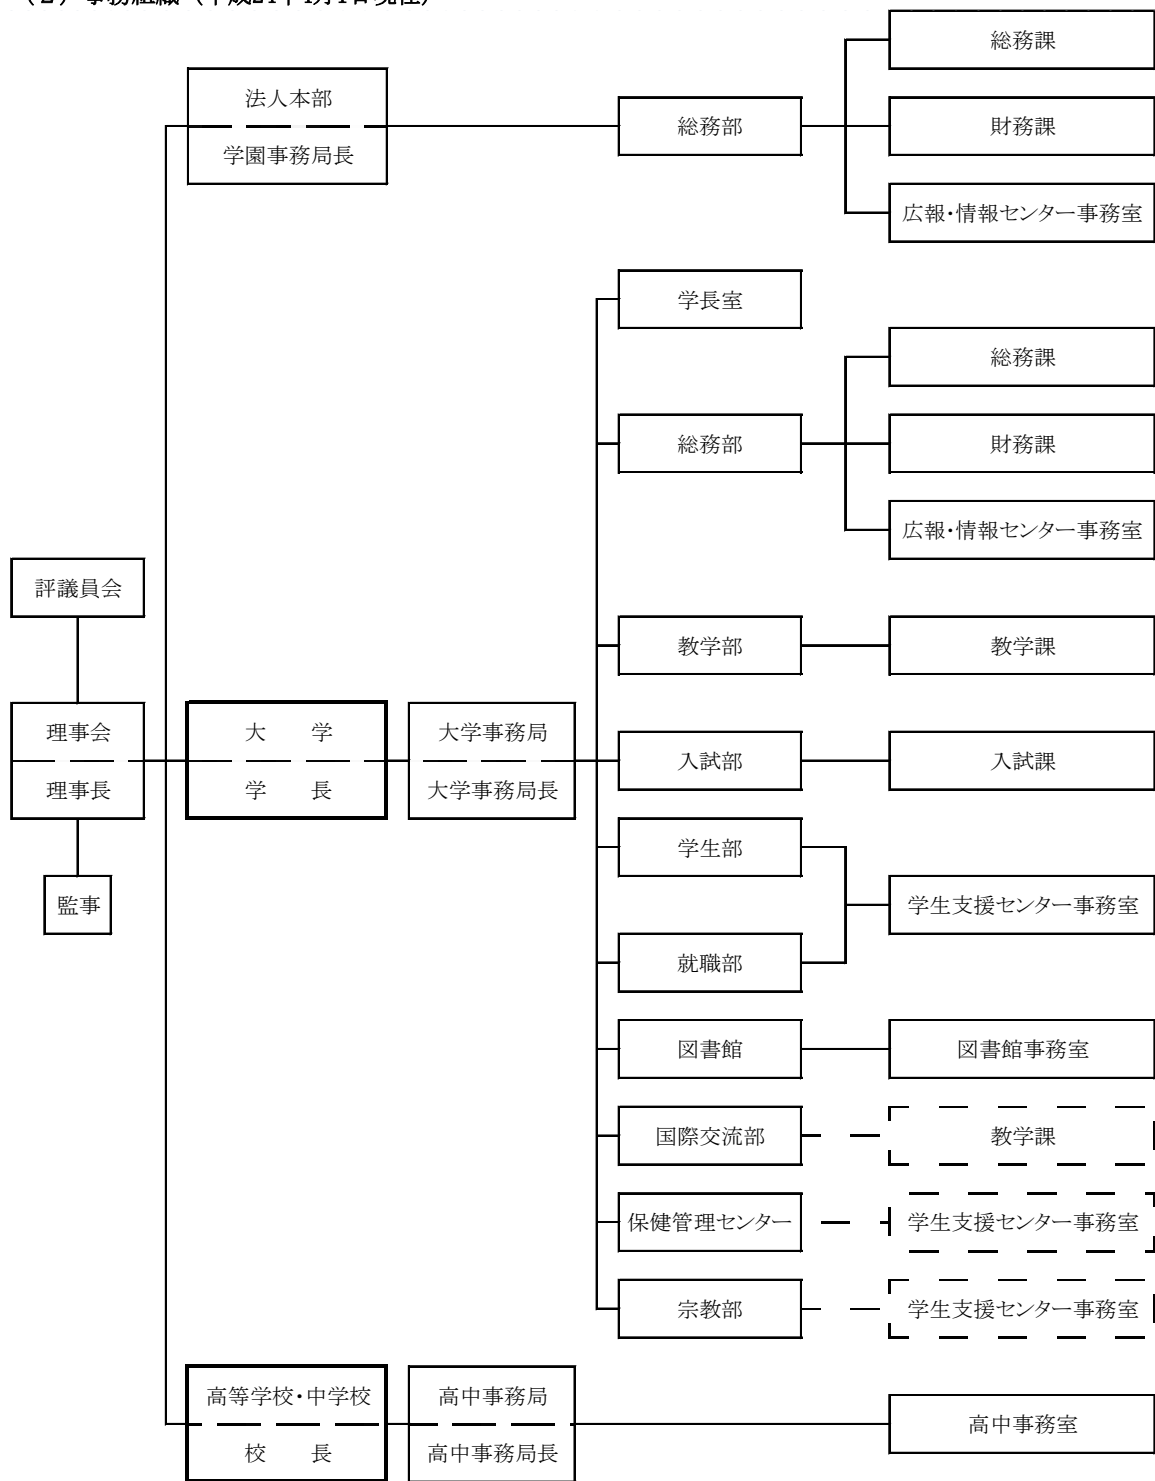 （2）事務組織（平成21年4月1日現在）
総務課
法人本部
学園事務局長
総務部
財務課
広報・情報センター事務室
学長室
総務課
総務部
財務課
広報・情報センター事務室
評議員会
教学部
教学課
理事会
理事長
大　学
学　長
大学事務局
大学事務局長
入試部
入試課
学生部
監事
学生支援センター事務室
就職部
図書館
図書館事務室
国際交流部
教学課
保健管理センター
学生支援センター事務室
宗教部
学生支援センター事務室
高等学校・中学校
校　長
高中事務局
高中事務局長
高中事務室